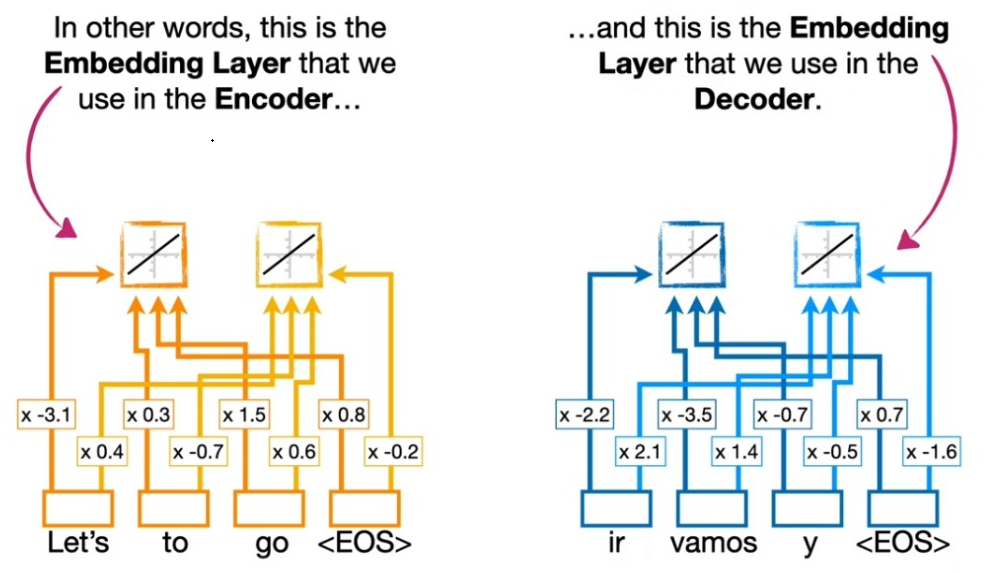 In other words, this is the
Embedding Layer that we
use in the Encoder…
…and this is the Embedding
Layer that we use in the
Decoder.
x -3.1
x 0.3
x 1.5
x 0.8
x 0.4
x -0.7
x 0.6
x -0.2
Let's
to
go
<EOS>
x -2.2
x -3.5
x -0.7
x 0.7
x 2.1
x 1.4
x -0.5
x -1.6
ir
vamos
y
<EOS>